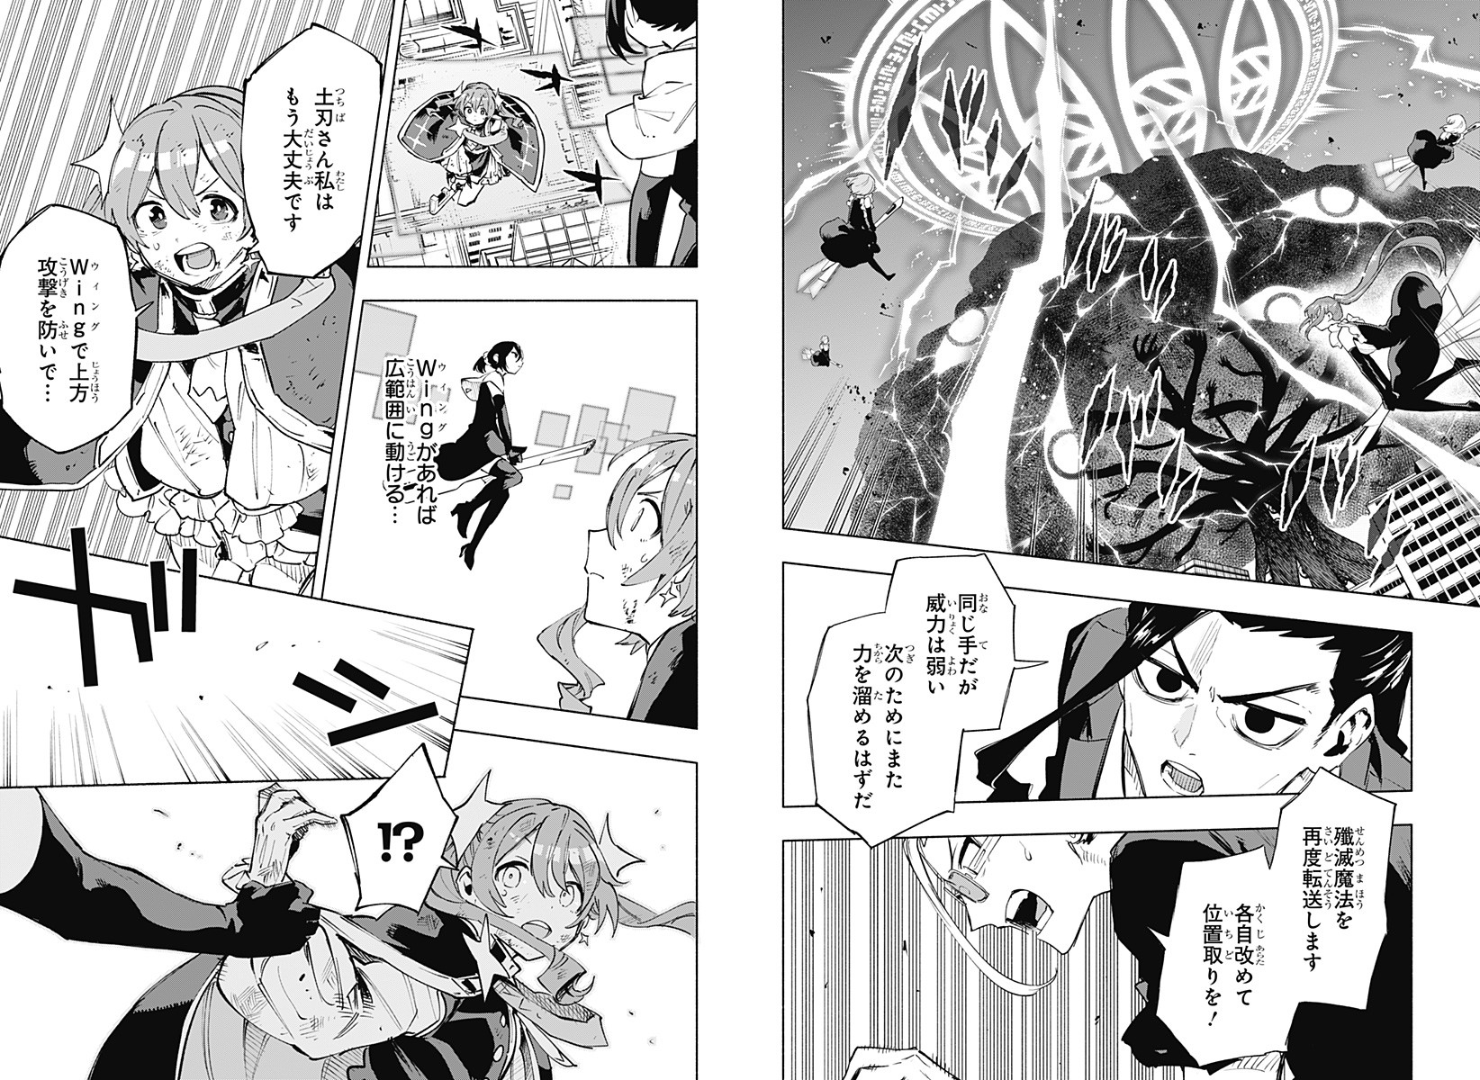 同じ手だが
威力は弱い
次のためにまた
力を溜めるはずだ
殲滅魔法を
再度転送します
各自改めて
位置取りを!
Wingがあれば
広範囲に動ける…
土刃さん私は
もう大丈夫です
Wingで上方
攻撃を防いで…
ガシッ
!?